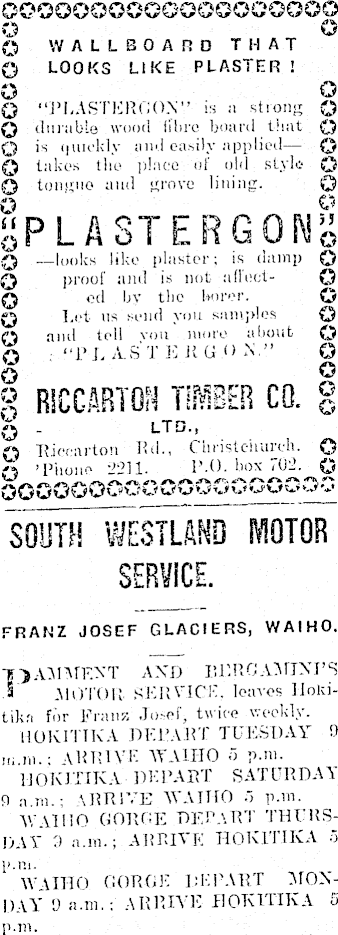 WALLBOARD THAT
LOOKS LIKE PLASTER!
"PLASTERGON" is a strong
durable wood fibre board that
is quickly and easily applied—
takes the place of old style
tongue and grove lining.
"PLASTERGON"
—looks like plaster; is damp
proof and is not affect-
ed by the borer.
Let us send you samples
and tell you more about
"PLASTERGON."
RICCARTON TIMBER CO.
LTD.,
Riccarton Rd., Christchurch.
'Phone 2211. P.O. box 702.
SOUTH WESTLAND MOTOR
SERVICE.
FRANZ JOSEF GLACIERS, WAIHO.
PAMMENT AND BERGAMINI'S
MOTOR SERVICE, leaves Hoki-
tika for Franz Josef, twice weekly.
HOKITIKA DEPART TUESDAY 9
a.m.; ARRIVE WAIHO 5 p.m.
HOKITIKA DEPART SATURDAY
9 a.m.; ARRIVE WAIHO 5 p.m.
WAIHO GORGE DEPART THURS-
DAY 9 a.m.; ARRIVE HOKITIKA 5
p.m.
WAIHO GORGE DEPART MON-
DAY 9 a.m.; ARRIVE HOKITIKA 5
p.m.